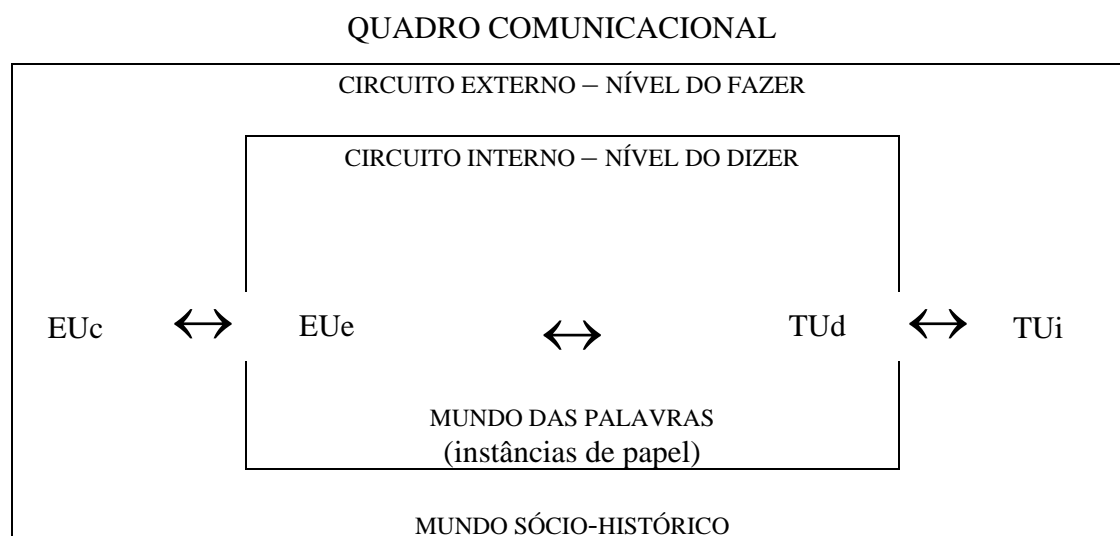 QUADRO COMUNICACIONAL
CIRCUITO EXTERNO – NÍVEL DO FAZER
CIRCUITO INTERNO – NÍVEL DO DIZER
EUc ↔ EUe ↔ TUd ↔ TUi
MUNDO DAS PALAVRAS
(instâncias de papel)
MUNDO SÓCIO-HISTÓRICO